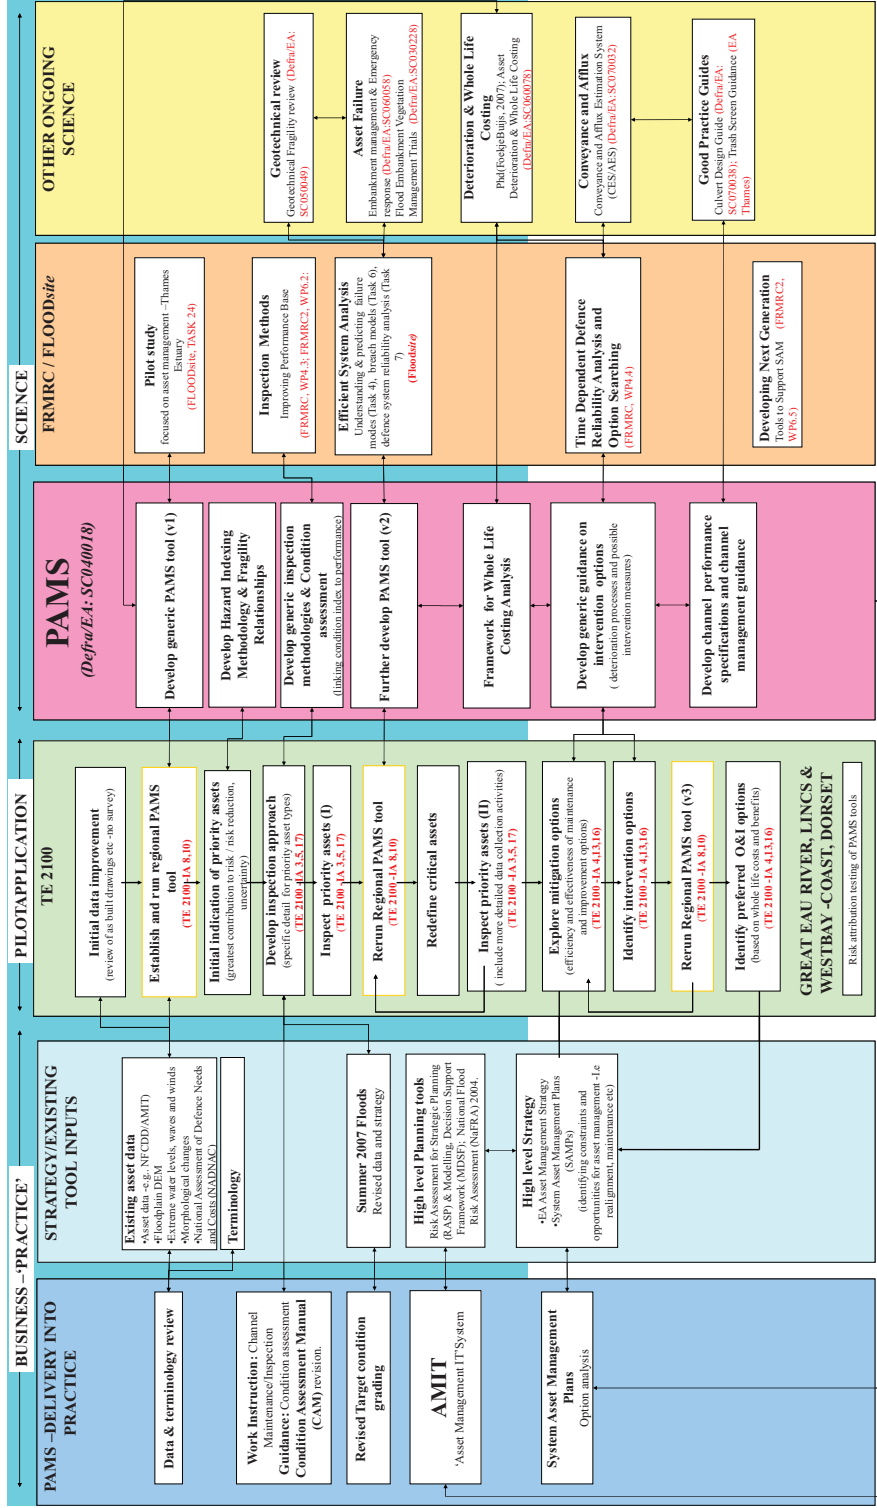 BUSINESS –‘PRACTICE’
PILOTAPPLICATION
SCIENCE
PAMS –DELIVERY INTO
PRACTICE
Data & terminology review
Work Instruction: Channel
Maintenance/Inspection
Guidance: Condition assessment
Condition Assessment Manual
(CAM) revision.
Revised Target condition
grading
AMIT
‘Asset Management IT’System
System Asset Management
Plans
Option analysis
STRATEGY/EXISTING
TOOL INPUTS
Existing asset data
•Asset data -e.g.. NFCDD/AMIT)
•Floodplain DEM
•Extreme water levels, waves and winds
•Morphological changes
•National Assessment of Defence Needs
and Costs (NADNAC)
Terminology
Summer 2007 Floods
Revised data and strategy
High level Planning tools
Risk Assessment for Strategic Planning
(RASP) & Modelling, Decision Support
Framework (MDSF); National Flood
Risk Assessment (NaFRA) 2004.
High level Strategy
•EA Asset Management Strategy
•System Asset Management Plans
(SAMPs)
(identifying constraints and
opportunities for asset management -I.e
realignment, maintenance etc)
TE 2100
Initial data improvement
(review of as built drawings etc -no survey)
Establish and run regional PAMS
tool
(TE 2100 -IA 8,10)
Initial indication of priority assets
(greatest contribution to risk / risk reduction,
uncertainty)
Develop inspection approach
(specific detail for priority asset types)
(TE 2100 -IA 3,5, 17)
Inspect priority assets (I)
(TE 2100 -IA 3,5, 17)
Rerun Regional PAMS tool
(TE 2100 -IA 8,10)
Redefine critical assets
Inspect priority assets (II)
( include more detailed data collection activities)
(TE 2100 -IA 3,5, 17)
Explore mitigation options
(efficiency and effectiveness of maintenance
and improvement options)
(TE 2100 -IA 4,13,16)
Identify intervention options
(TE 2100 -IA 4,13,16)
Rerun Regional PAMS tool (v3)
(TE 2100 -IA 8,10)
Identify preferred O&I options
(based on whole life costs and benefits)
(TE 2100 -IA 4,13,16)
GREAT EAU RIVER, LINCS &
WESTBAY -COAST, DORSET
Risk attribution testing of PAMS tools
PAMS
(Defra/EA: SC040018)
Develop generic PAMS tool (v1)
Develop Hazard Indexing
Methodology & Fragility
Relationships
Develop generic inspection
methodologies & Condition
assessment
(linking condition index to performance)
Further develop PAMS tool (v2)
Framework for Whole Life
Costing Analysis
Develop generic guidance on
intervention options
( deterioration processes and possible
intervention measures)
Develop channel performance
specifications and channel
management guidance
FRMRC / FLOODsite
Pilot study
focused on asset management –Thames
Estuary
(FLOODsite, TASK 24)
Inspection Methods
Improving Performance Base
(FRMRC, WP4.3; FRMRC2, WP6.2;
Efficient System Analysis
Understanding & predicting failure
modes (Task 4), breach models (Task 6),
defence system reliability analysis (Task
7)
(Floodsite)
Time Dependent Defence
Reliability Analysis and
Option Searching
(FRMRC, WP4.4)
Developing Next Generation
Tools to Support SAM (FRMRC2,
WP6.5)
OTHER ONGOING
SCIENCE
Geotechnical review
Geotechnical Fragility review (Defra/EA:
SC050049)
Asset Failure
Embankment management & Emergency
response (Defra/EA:SC060058)
Flood Embankment Vegetation
Management Trials (Defra/EA:SC030228)
Deterioration & Whole Life
Costing
Phd(FoekjeBuijs, 2007); Asset
Deterioration & Whole Life Costing
(Defra/EA:SC060078)
Conveyance and Afflux
Conveyance and Afflux Estimation System
(CES/AES) (Defra/EA:SC070032)
Good Practice Guides
Culvert Design Guide (Defra/EA:
SC070038); Trash Screen Guidance (EA
Thames)